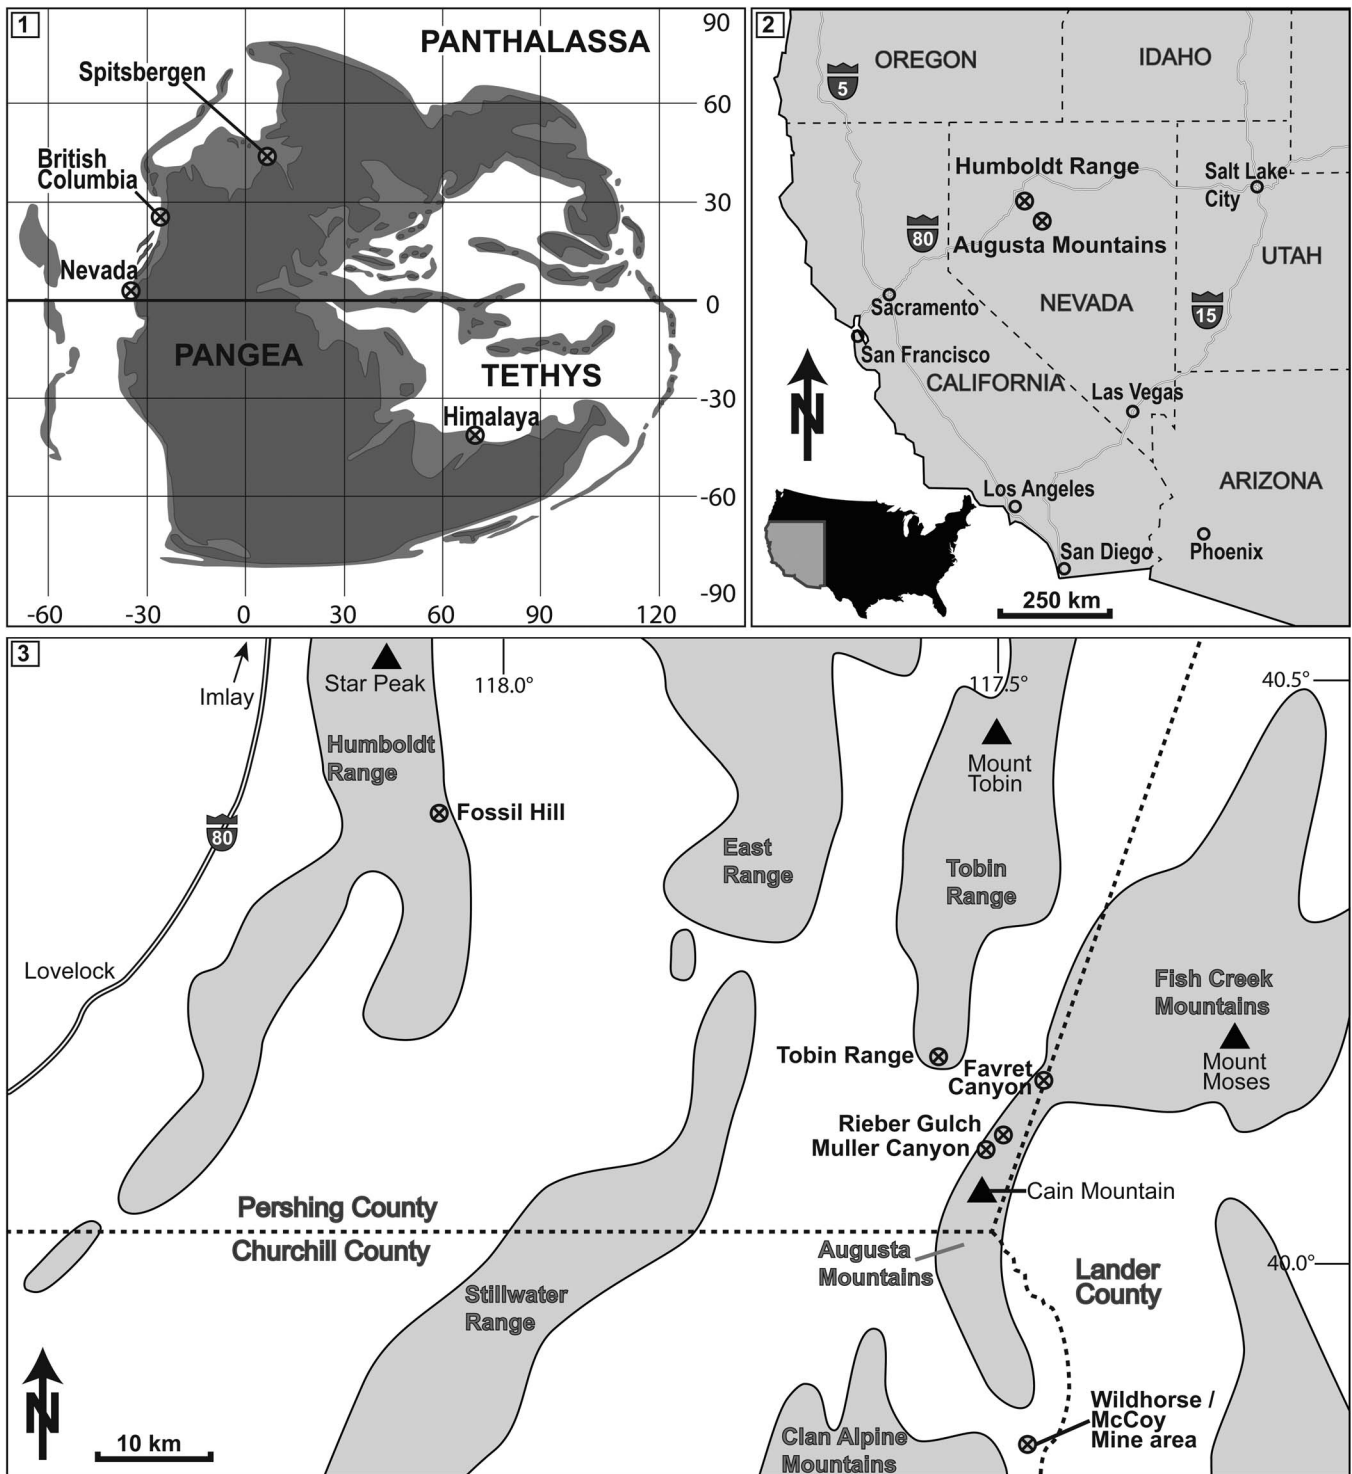 1
PANTHALASSA
Spitsbergen
British
Columbia
Nevada
PANGEA
TETHYS
Himalaya
90
60
30
0
-30
-60
-90
-60
-30
0
30
60
90
120
2
OREGON
IDAHO
5
Humboldt Range
Salt Lake
City
80
Augusta Mountains
UTAH
Sacramento
NEVADA
15
San Francisco
CALIFORNIA
Las Vegas
N
Los Angeles
ARIZONA
San Diego
Phoenix
250 km
3
Imlay
Star Peak
118.0°
117.5°
40.5°
Humboldt
Range
Mount
Tobin
80
Fossil Hill
East
Range
Tobin
Range
Lovelock
Fish Creek
Mountains
Tobin Range
Favret
Canyon
Mount
Moses
Rieber Gulch
Muller Canyon
Cain Mountain
Pershing County
Churchill County
Augusta
Mountains
40.0°
Lander
County
Stillwater
Range
N
10 km
Clan Alpine
Mountains
Wildhorse /
McCoy
Mine area